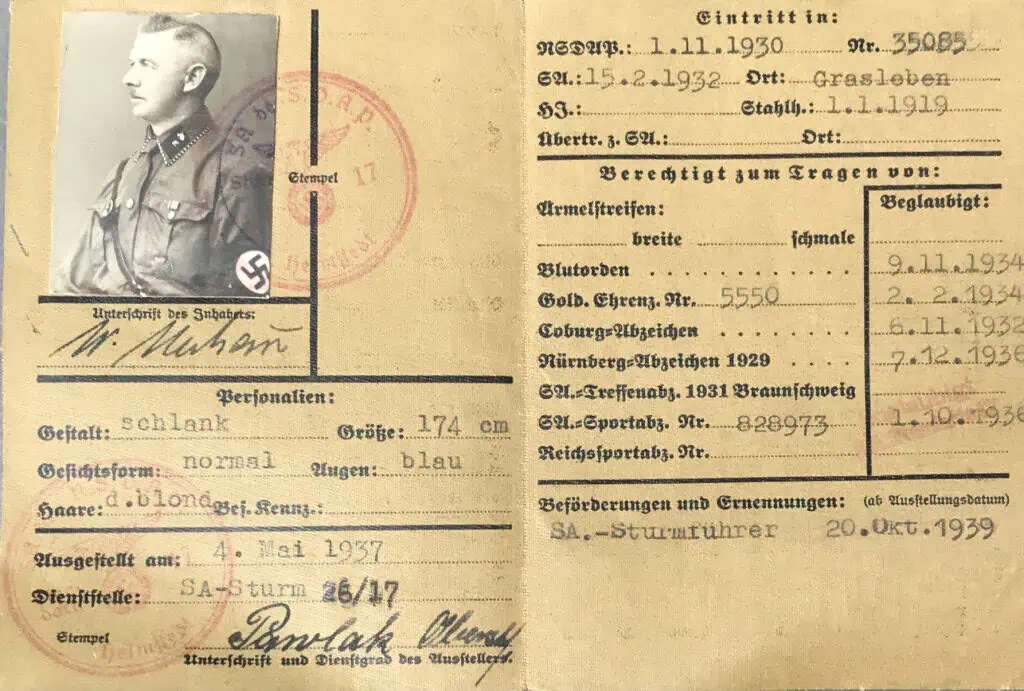 Stempel
Unterschrift des Inhabers:
Personalien:
Gestalt: schlank Größe: 174 cm
Gesichtsform: normal Augen: blau
Haare: d.blond Bes. Kennz.:
Ausgestellt am: 4. Mai 1937
Dienststelle: SA-Sturm 26/17
Pawlak
Stempel
Unterschrift und Dienstgrad des Ausstellers.
Eintritt in:
NSDAP.: 1.11.1930 Nr. 35085
SA.: 15.2.1932 Ort: Grasleben
HJ.: Stahlh.: 1.1.1919
Übertr. z. SA.: Ort:
Berechtigt zum Tragen von:
Ärmelstreifen: Beglaubigt:
breite schmale
Blutorden 9.11.1934
Gold. Ehrenz. Nr. 5550 2. 2.1934
Coburg-Abzeichen 6.11.1932
Nürnberg-Abzeichen 1929 7.12.1936
SA.-Treffenabz. 1931 Braunschweig
SA.-Sportabz. Nr. 828973 1.10.1936
Reichssportabz. Nr.
Beförderungen und Ernennungen: (ab Ausstellungsdatum)
SA.-Sturmführer 20.Okt.1939